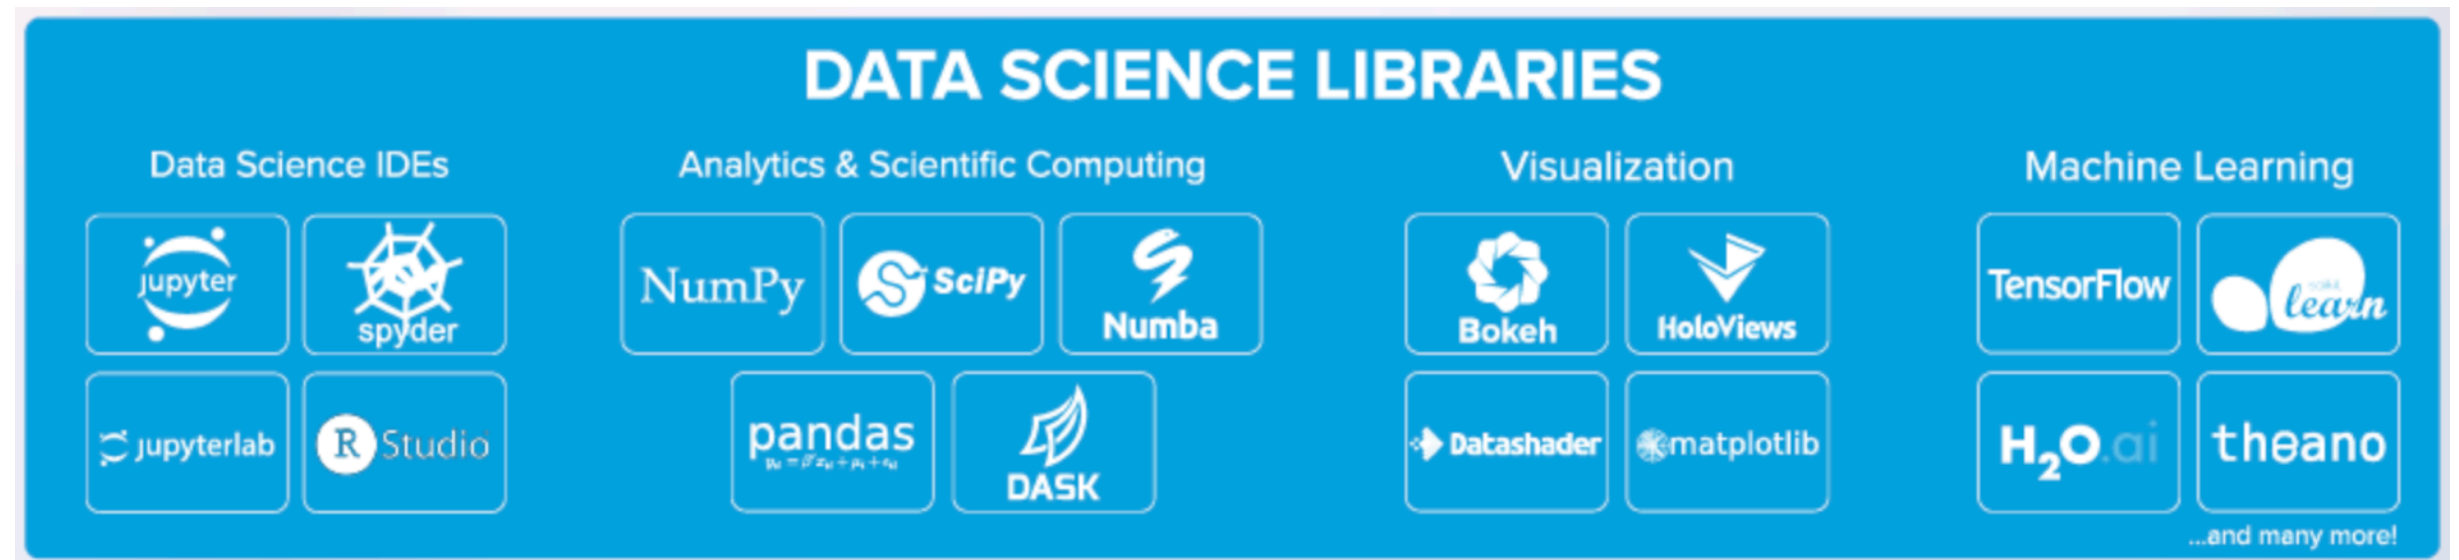 DATA SCIENCE LIBRARIES
Data Science IDEs
jupyter
spyder
jupyterlab
R Studio
Analytics & Scientific Computing
NumPy
SciPy
Numba
pandas
DASK
Visualization
Bokeh
HoloViews
Datashader
matplotlib
Machine Learning
TensorFlow
scikit
learn
H2O.ai
theano
...and many more!